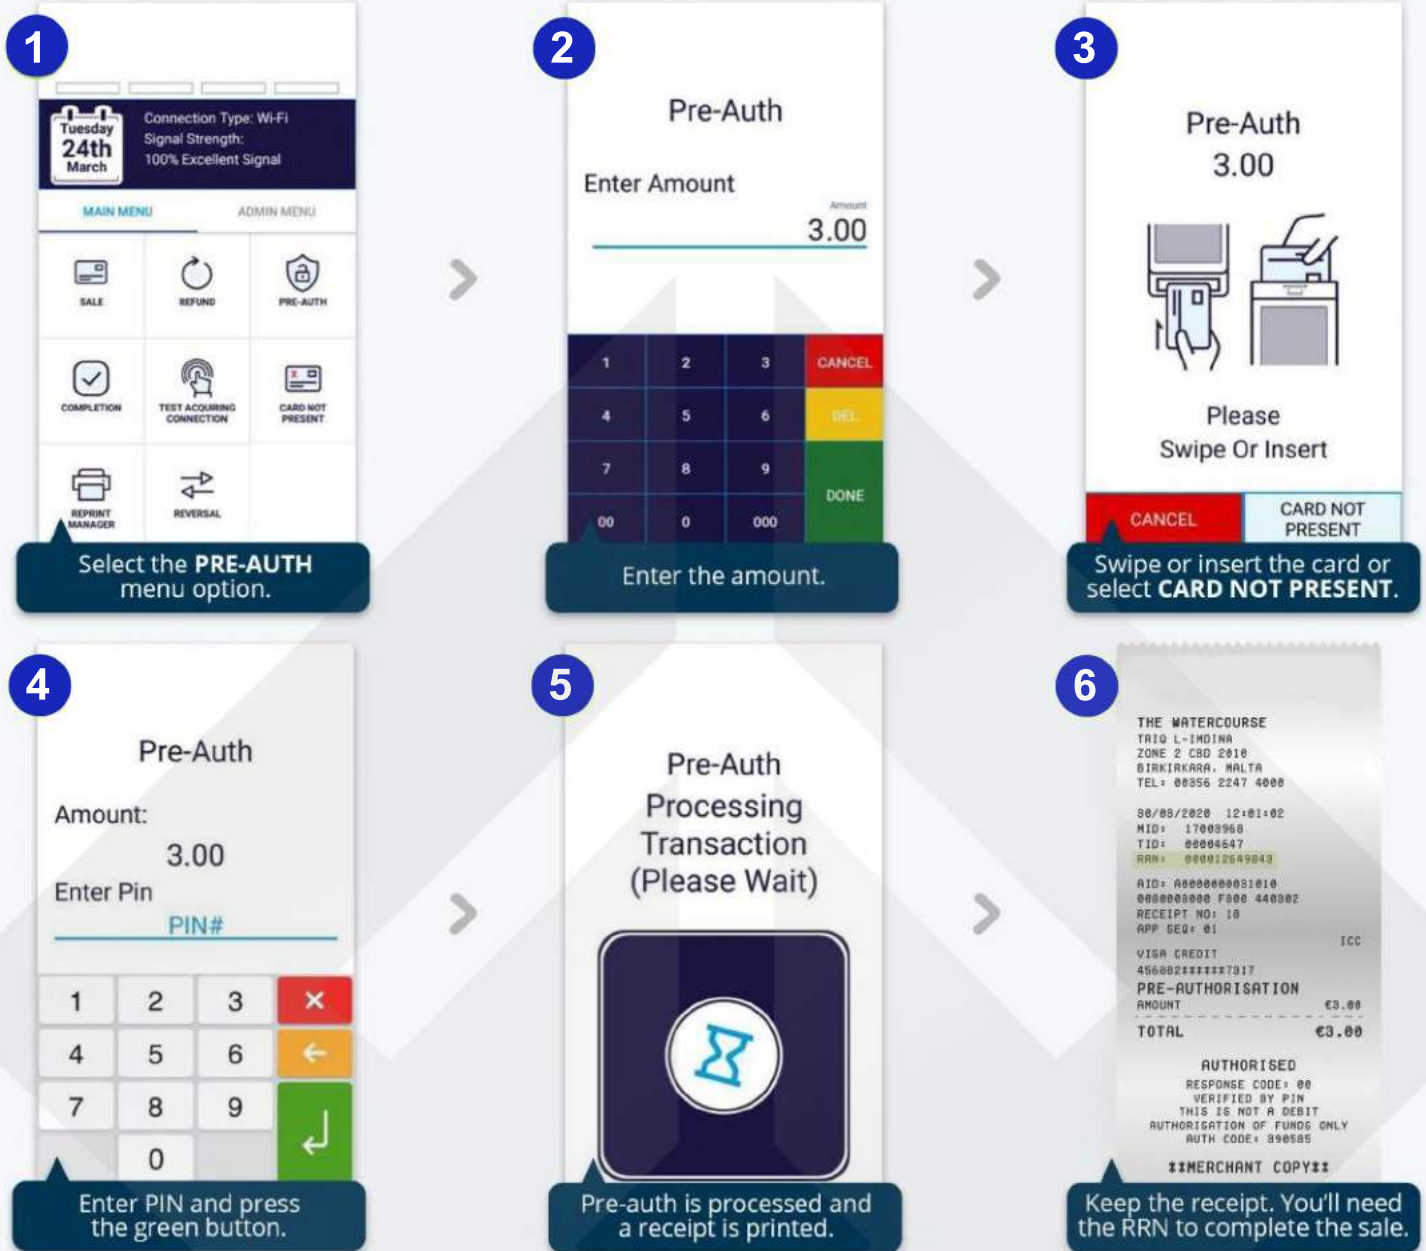 1
Tuesday
24th
March
Connection Type: Wi-Fi
Signal Strength:
100% Excellent Signal
MAIN MENU
ADMIN MENU
SALE
REFUND
PRE-AUTH
COMPLETION
TEST ACQUIRING
CONNECTION
CARD NOT
PRESENT
REPRINT
MANAGER
REVERSAL
Select the PRE-AUTH
menu option.
2
Pre-Auth
Enter Amount
Amount
3.00
1 2 3 CANCEL
4 5 6 DEL
7 8 9
DONE
00 0 000
Enter the amount.
3
Pre-Auth
3.00
Please
Swipe Or Insert
CANCEL
CARD NOT
PRESENT
Swipe or insert the card or
select CARD NOT PRESENT.
4
Pre-Auth
Amount:
3.00
Enter Pin
PIN#
1 2 3
4 5 6
7 8 9
0
Enter PIN and press
the green button.
5
Pre-Auth
Processing
Transaction
(Please Wait)
Pre-auth is processed and
a receipt is printed.
6
THE WATERCOURSE
TRIQ L-IMDINA
ZONE 2 CBD 2010
BIRKIRKARA. MALTA
TEL: 00356 2247 4000
30/03/2020 12:01:02
MID: 17003968
TID: 00004647
RRN: 000012649843
AID: A0000000031010
0080008000 F800 440302
RECEIPT NO: 18
APP SEQ: 01
ICC
VISA CREDIT
456882******7317
PRE-AUTHORISATION
AMOUNT €3.00
TOTAL €3.00
AUTHORISED
RESPONSE CODE: 00
VERIFIED BY PIN
THIS IS NOT A DEBIT
AUTHORISATION OF FUNDS ONLY
AUTH CODE: 390585
**MERCHANT COPY**
Keep the receipt. You'll need
the RRN to complete the sale.